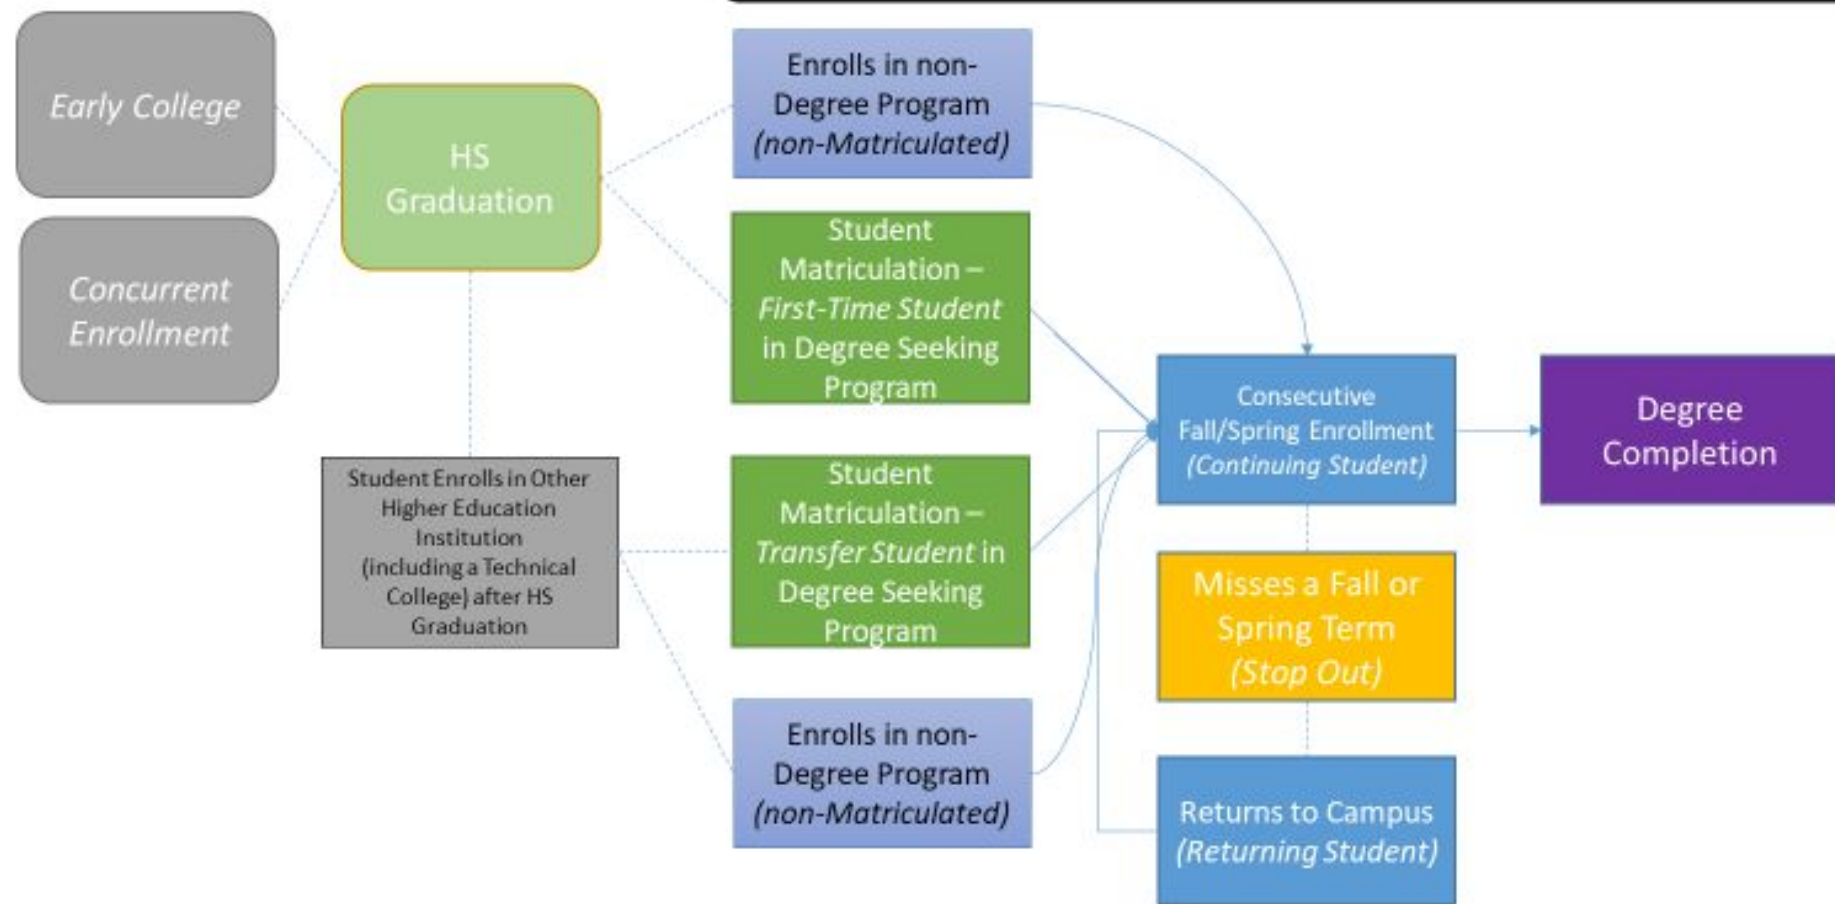 Early College
Concurrent
Enrollment
HS
Graduation
Student Enrolls in Other
Higher Education
Institution
(including a Technical
College) after HS
Graduation
Enrolls in non-
Degree Program
(non-Matriculated)
Student
Matriculation –
First-Time Student
in Degree Seeking
Program
Student
Matriculation –
Transfer Student in
Degree Seeking
Program
Enrolls in non-
Degree Program
(non-Matriculated)
Consecutive
Fall/Spring Enrollment
(Continuing Student)
Misses a Fall or
Spring Term
(Stop Out)
Returns to Campus
(Returning Student)
Degree
Completion